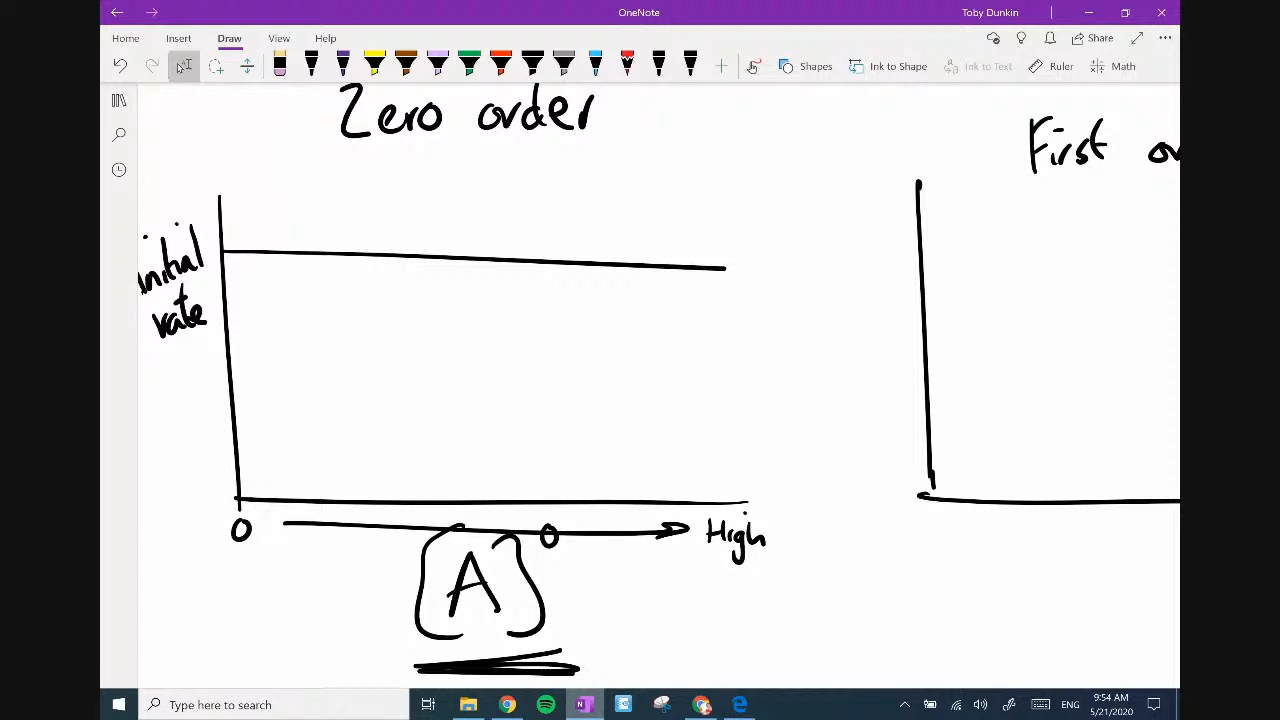 OneNote
Toby Dunkin
Home Insert Draw View Help
Share
Shapes Ink to Shape Ink to Text Ruler Math
Zero order
First or
initial
rate
0 0 High
[A]
Type here to search
ENG
9:54 AM
5/21/2020